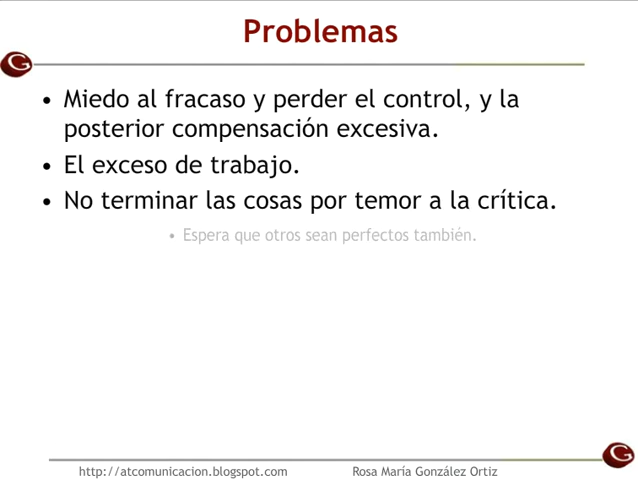 Problemas
G
• Miedo al fracaso y perder el control, y la
posterior compensación excesiva.
• El exceso de trabajo.
• No terminar las cosas por temor a la crítica.
• Espera que otros sean perfectos también.
G
http://atcomunicacion.blogspot.com Rosa María González Ortiz